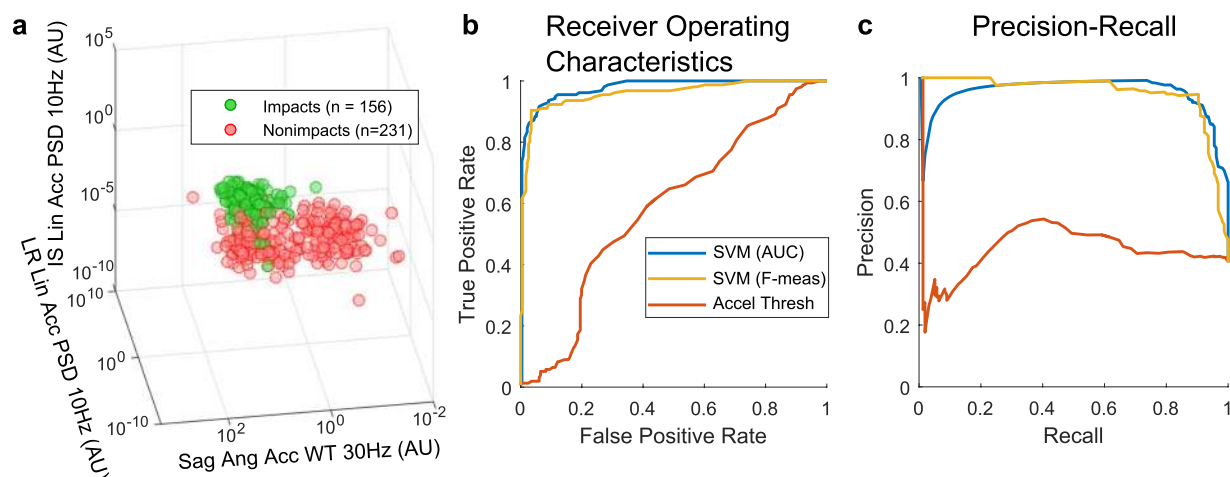 a
IS Lin Acc PSD 10Hz (AU)
10^5
10^0
10^-5
10^-10
Impacts (n = 156)
Nonimpacts (n=231)
LR Lin Acc PSD 10Hz (AU)
10^10
10^0
10^-10
10^2
10^0
10^-2
Sag Ang Acc WT 30Hz (AU)
b
Receiver Operating
Characteristics
True Positive Rate
1
0.8
0.6
0.4
0.2
0
SVM (AUC)
SVM (F-meas)
Accel Thresh
0 0.2 0.4 0.6 0.8 1
False Positive Rate
c
Precision-Recall
Precision
1
0.8
0.6
0.4
0.2
0
0 0.2 0.4 0.6 0.8 1
Recall